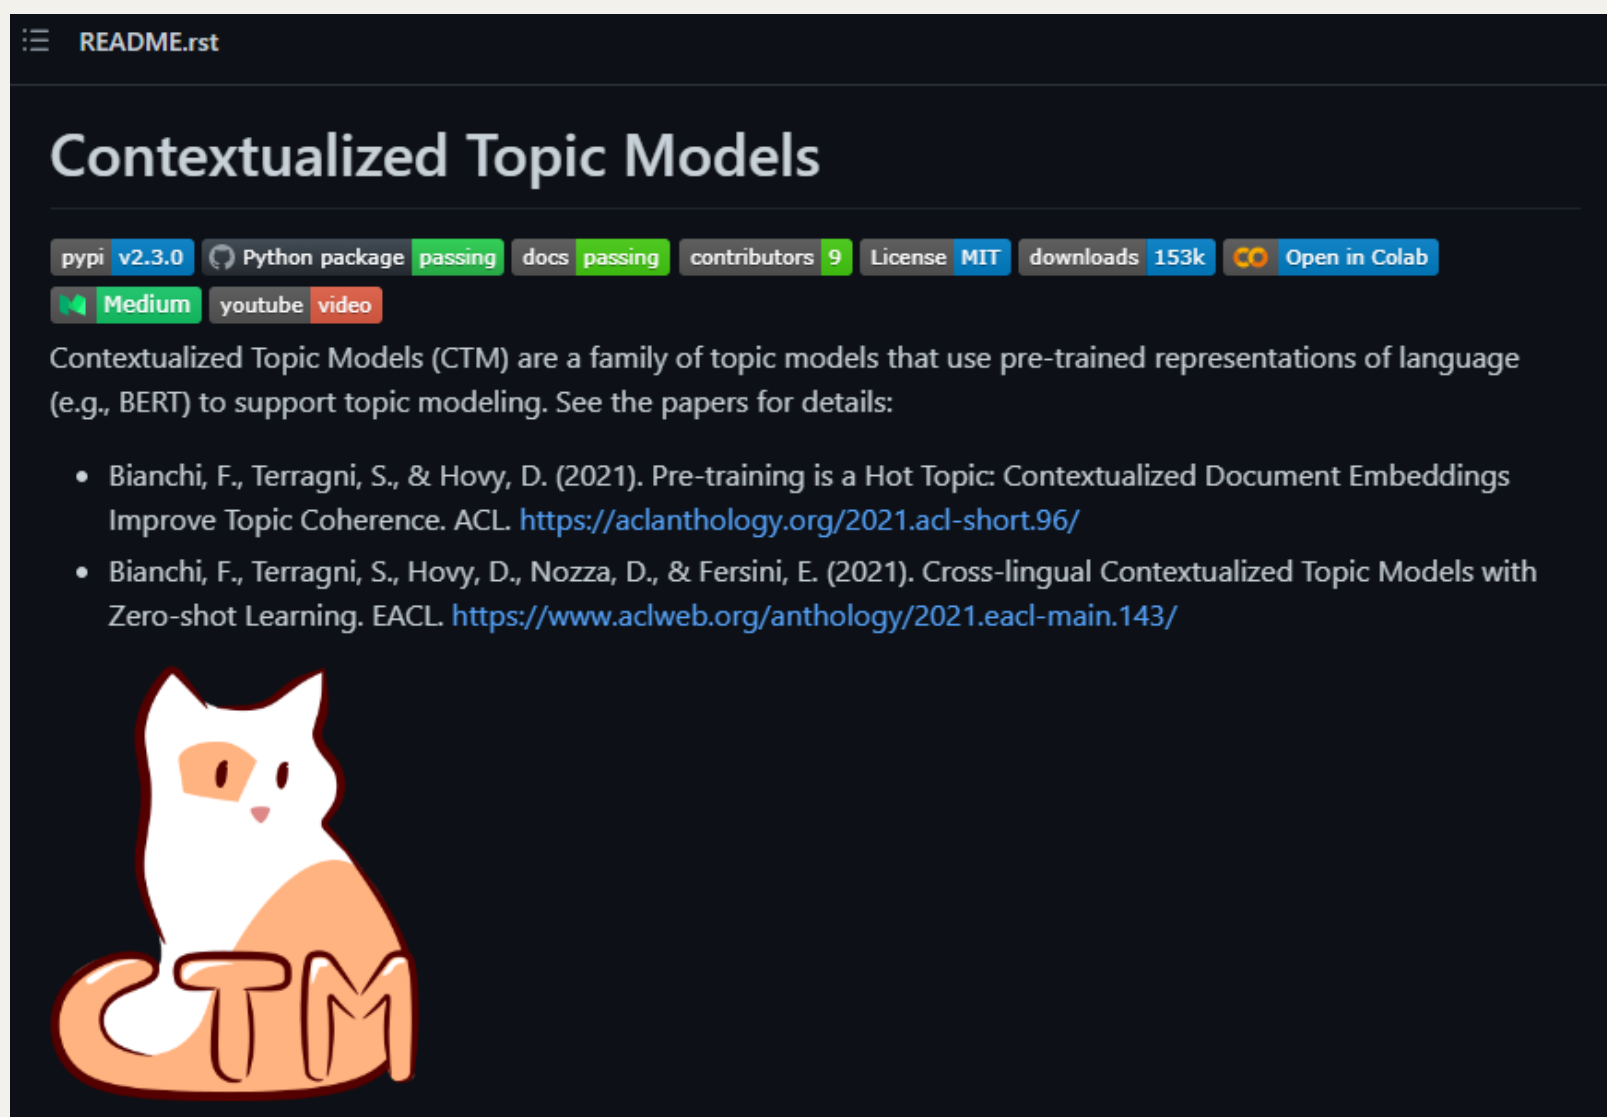 README.rst
Contextualized Topic Models
pypi v2.3.0 Python package passing docs passing contributors 9 License MIT downloads 153k Open in Colab
Medium youtube video
Contextualized Topic Models (CTM) are a family of topic models that use pre-trained representations of language
(e.g., BERT) to support topic modeling. See the papers for details:
• Bianchi, F., Terragni, S., & Hovy, D. (2021). Pre-training is a Hot Topic: Contextualized Document Embeddings
Improve Topic Coherence. ACL. https://aclanthology.org/2021.acl-short.96/
• Bianchi, F., Terragni, S., Hovy, D., Nozza, D., & Fersini, E. (2021). Cross-lingual Contextualized Topic Models with
Zero-shot Learning. EACL. https://www.aclweb.org/anthology/2021.eacl-main.143/
CTM